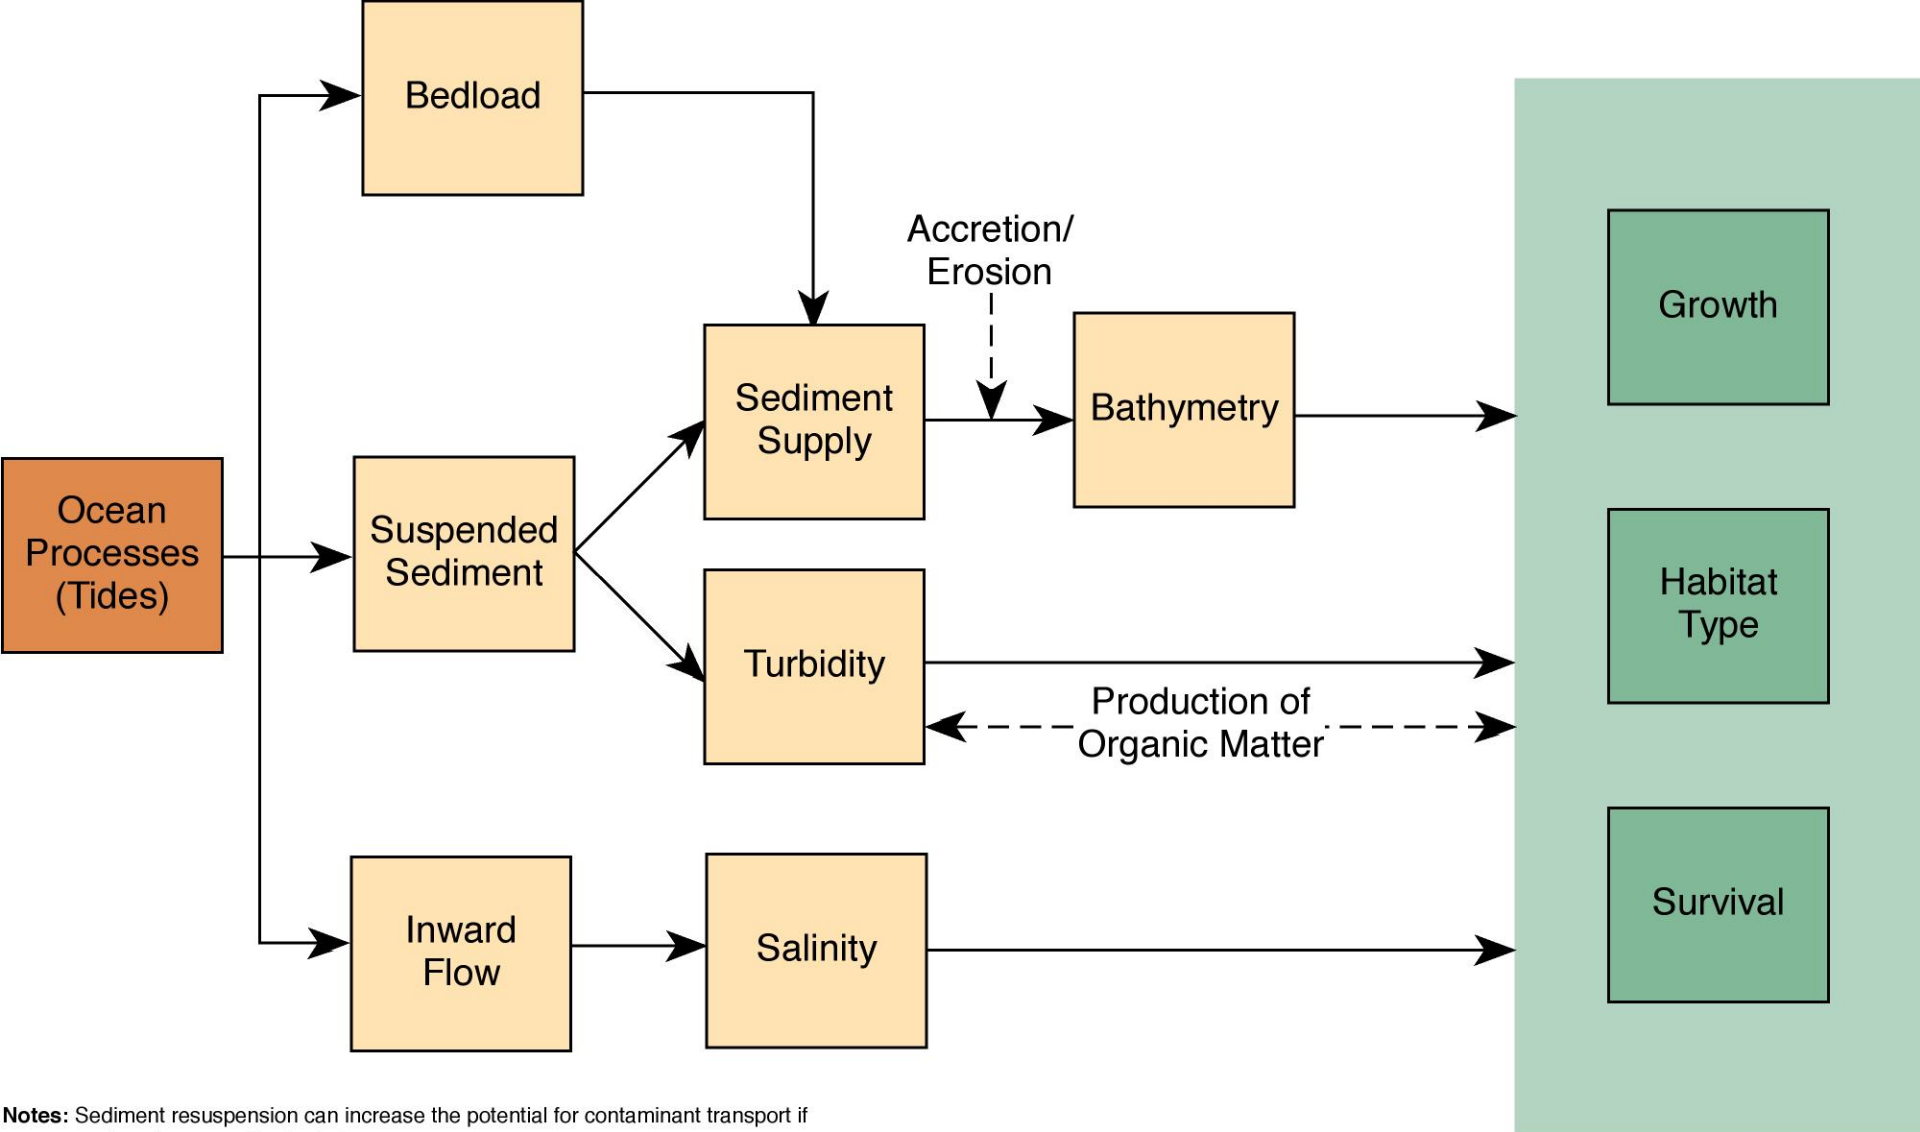 Bedload
Accretion/
Erosion
Growth
Sediment
Supply
Bathymetry
Ocean
Processes
(Tides)
Suspended
Sediment
Habitat
Type
Turbidity
Production of
Organic Matter
Inward
Flow
Salinity
Survival
Notes: Sediment resuspension can increase the potential for contaminant transport if